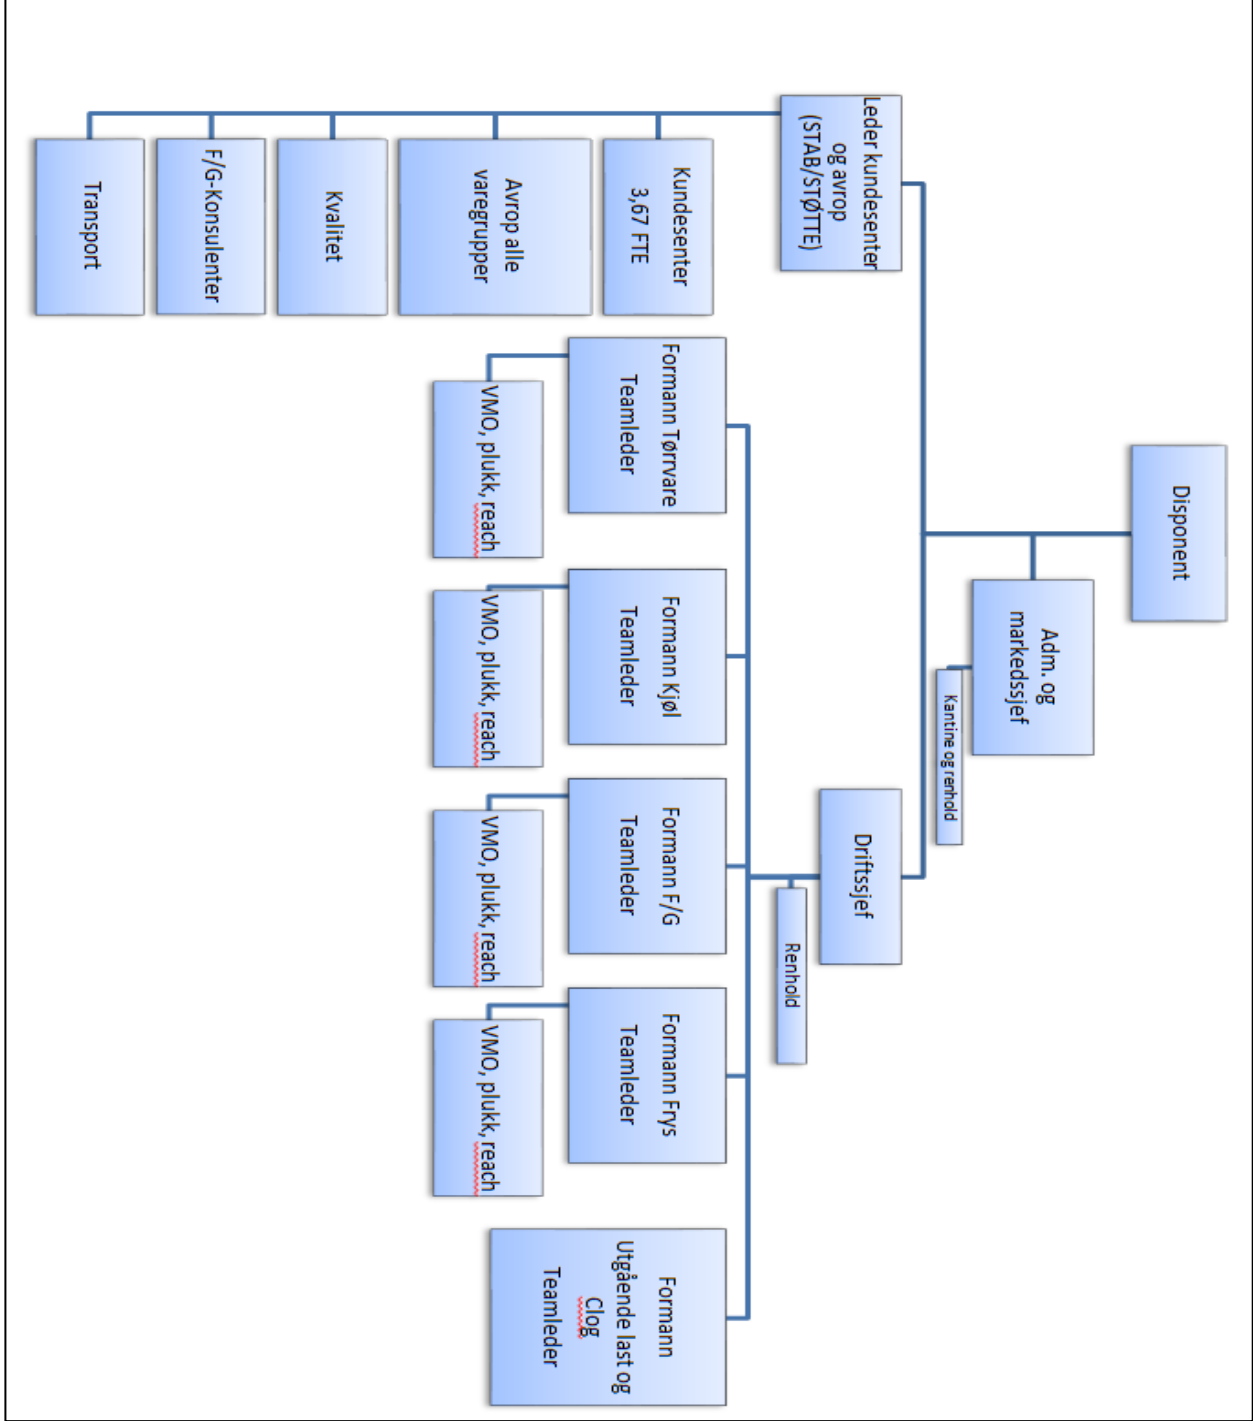 Disponent
Adm. og
markedssjef
Kantine og renhold
Leder kundesenter
og avrop
(STAB/STØTTE)
Driftssjef
Renhold
Kundesenter
3,67 FTE
Avrop alle
varegrupper
Kvalitet
F/G-Konsulenter
Transport
Formann Tørrvare
Teamleder
VMO, plukk, reach
Formann Kjøl
Teamleder
VMO, plukk, reach
Formann F/G
Teamleder
VMO, plukk, reach
Formann Frys
Teamleder
VMO, plukk, reach
Formann
Utgående last og
Clog
Teamleder